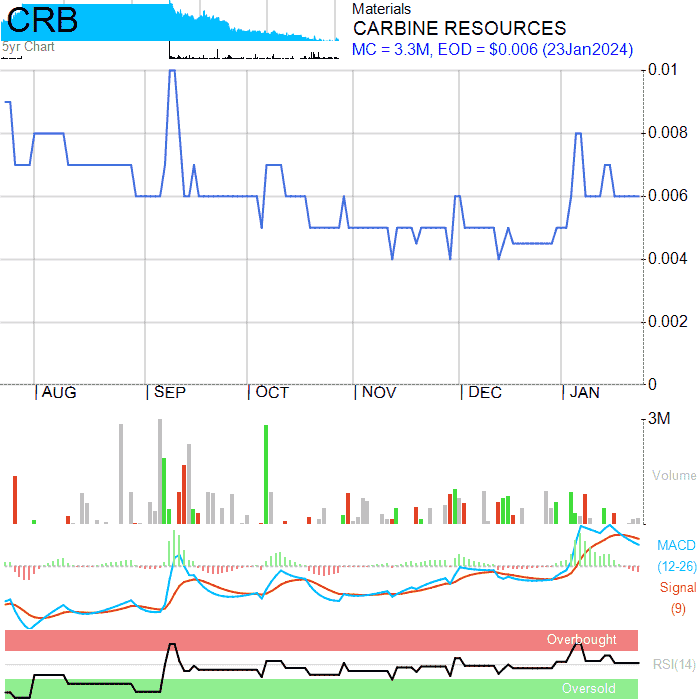 CRB
5yr Chart
Materials
CARBINE RESOURCES
MC = 3.3M, EOD = $0.006 (23Jan2024)
0.01
0.008
0.006
0.004
0.002
0
AUG
SEP
OCT
NOV
DEC
JAN
3M
Volume
MACD
(12-26)
Signal
(9)
Overbought
RSI(14)
Oversold